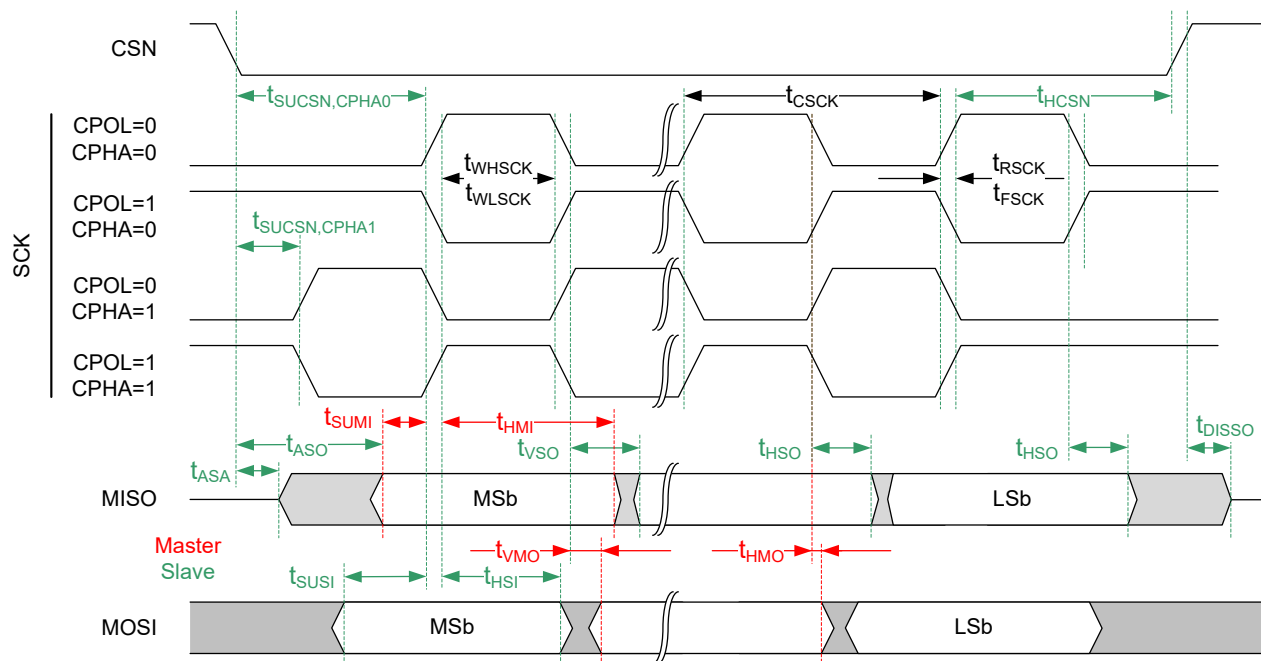 CSN
tSUCSN,CPHA0
tCSCK
tHCSN
SCK
CPOL=0
CPHA=0
tWHSCK
tWLSCK
tRSCK
tFSCK
CPOL=1
CPHA=0
tSUCSN,CPHA1
CPOL=0
CPHA=1
CPOL=1
CPHA=1
tSUMI
tHMI
tASO
tVSO
tHSO
tHSO
tDISSO
tASA
MISO
MSb
LSb
Master
Slave
tVMO
tHMO
tSUSI
tHSI
MOSI
MSb
LSb